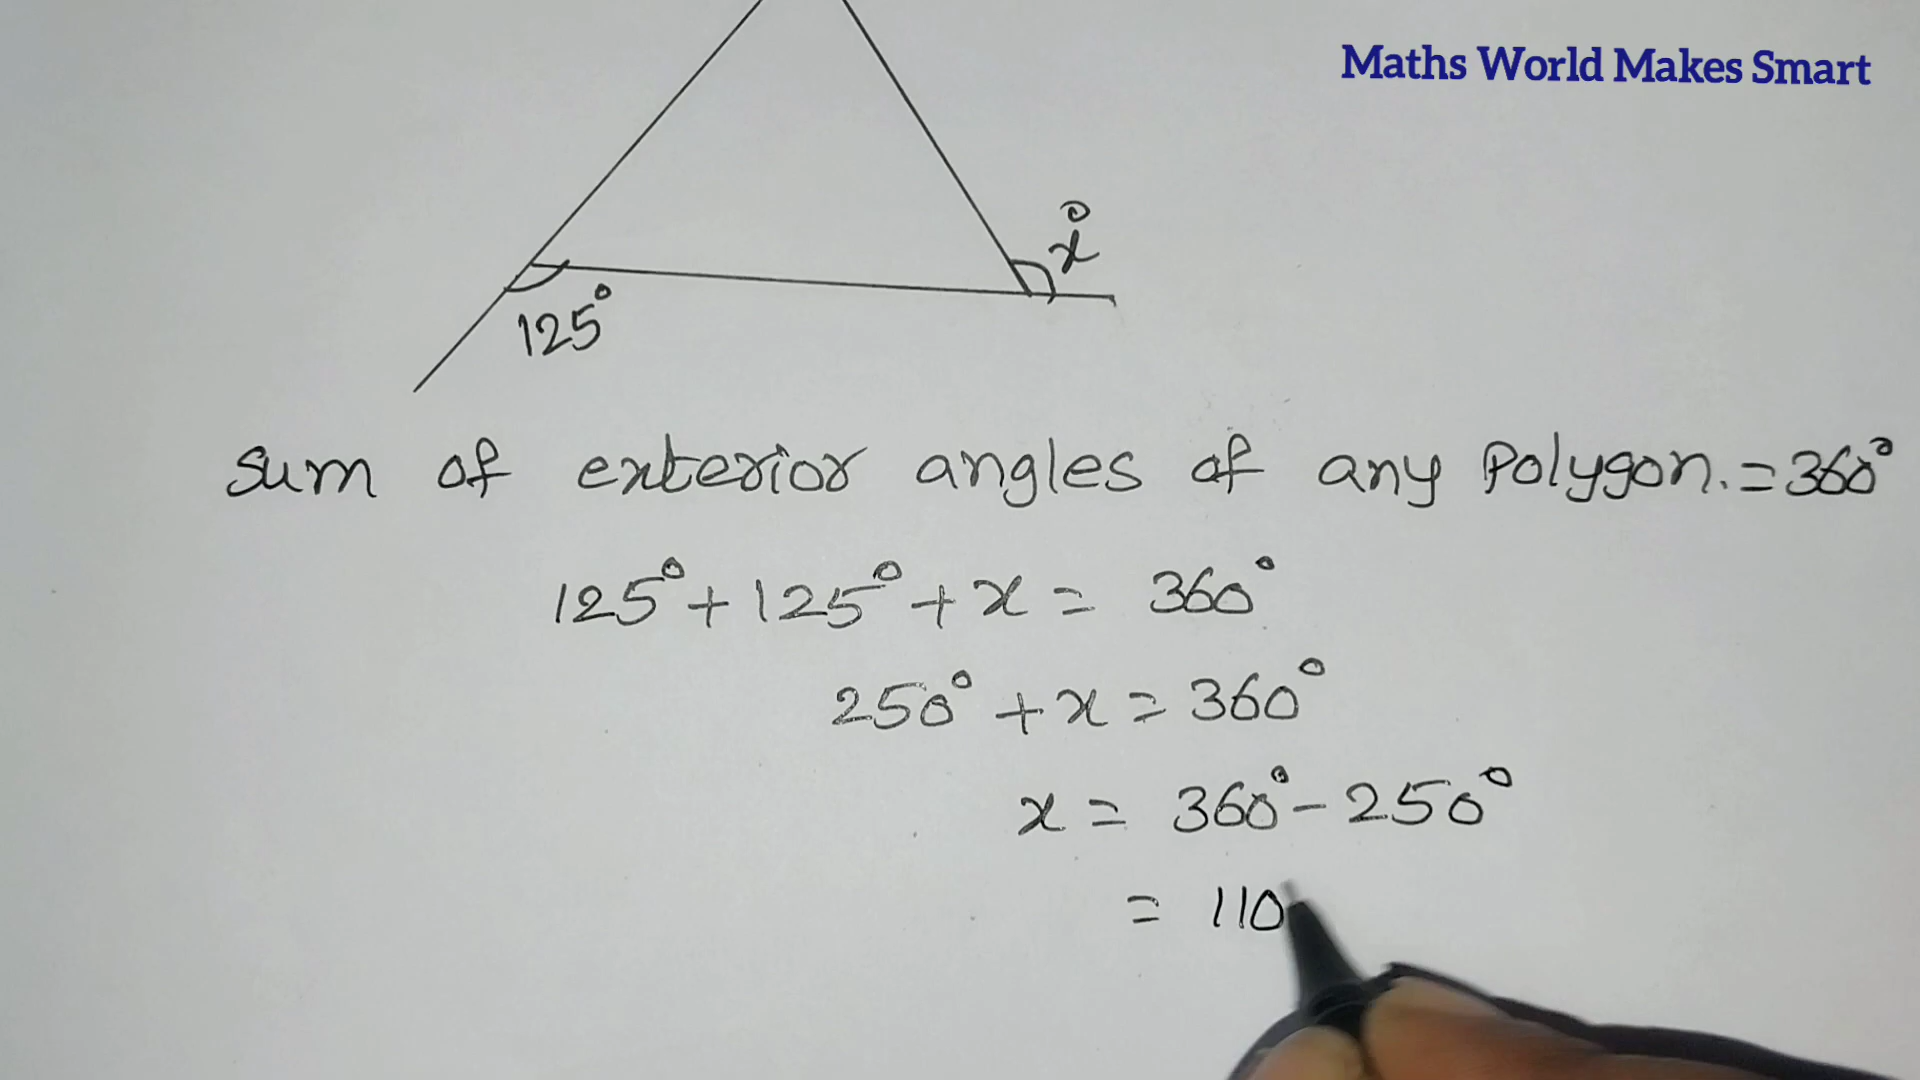 Maths World Makes Smart
x°
125°
Sum of exterior angles of any Polygon. = 360°
125° + 125° + x = 360°
250° + x = 360°
x = 360° - 250°
= 110